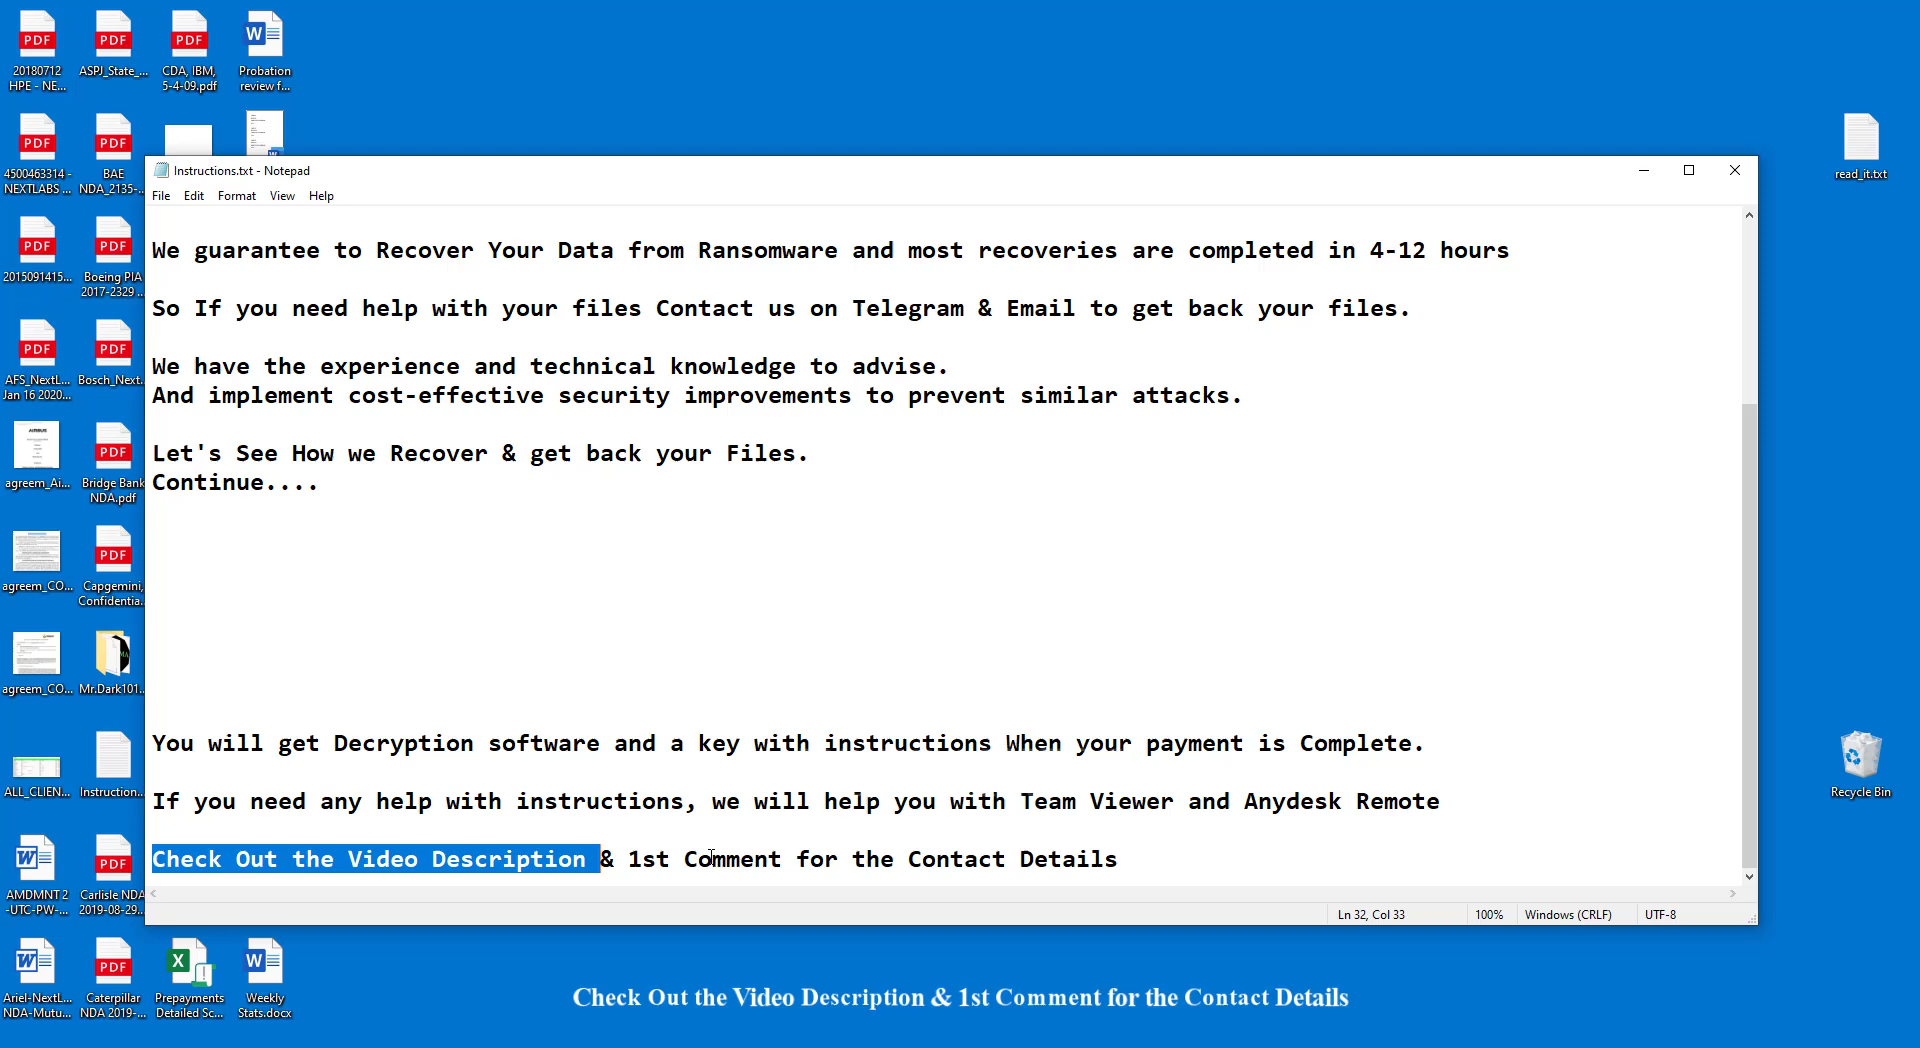 20180712
HPE - NE...
ASPJ_State_...
CDA, IBM,
5-4-09.pdf
Probation
review f...
4500463314 -
NEXTLABS ...
BAE
NDA_2135-...
read_it.txt
Instructions.txt - Notepad
File Edit Format View Help
We guarantee to Recover Your Data from Ransomware and most recoveries are completed in 4-12 hours
So If you need help with your files Contact us on Telegram & Email to get back your files.
We have the experience and technical knowledge to advise.
And implement cost-effective security improvements to prevent similar attacks.
Let's See How we Recover & get back your Files.
Continue....
You will get Decryption software and a key with instructions When your payment is Complete.
If you need any help with instructions, we will help you with Team Viewer and Anydesk Remote
Check Out the Video Description & 1st Comment for the Contact Details
Ln 32, Col 33
100%
Windows (CRLF)
UTF-8
2015091415...
Boeing PIA
2017-2329 ...
AFS_NextL...
Jan 16 2020...
Bosch_Next...
AIRBUS
agreem_Ai...
Bridge Bank
NDA.pdf
agreem_CO...
Capgemini,
Confidentia...
agreem_CO...
Mr.Dark101...
ALL_CLIEN...
Instruction...
Recycle Bin
AMDMNT 2
-UTC-PW-...
Carlisle NDA
2019-08-29...
Ariel-NextL...
NDA-Mutu...
Caterpillar
NDA 2019-...
Prepayments
Detailed Sc...
Weekly
Stats.docx
Check Out the Video Description & 1st Comment for the Contact Details